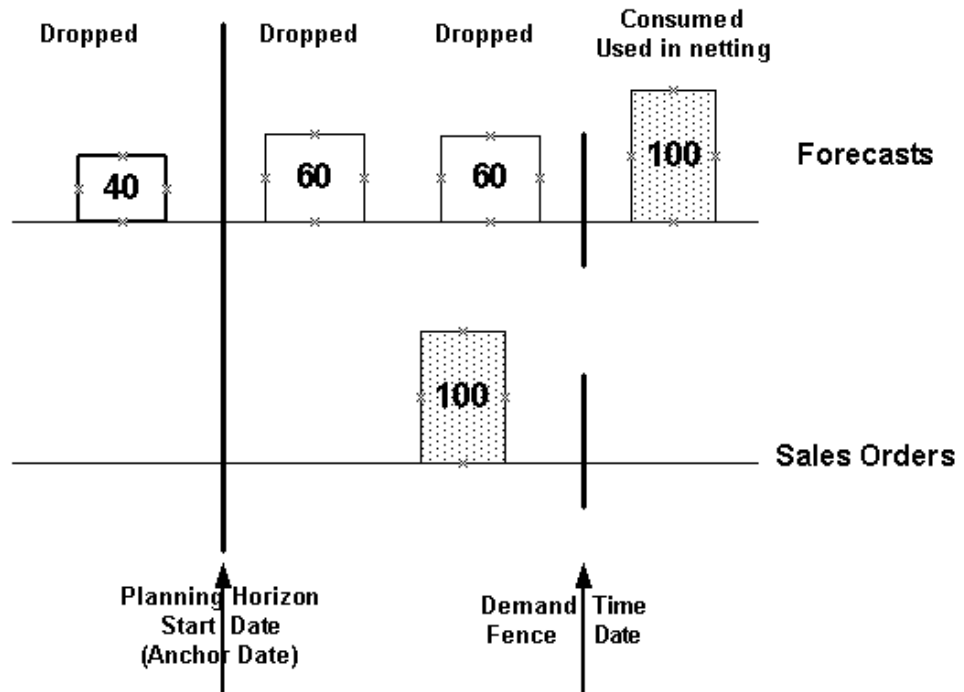 Dropped
Dropped
Dropped
Consumed
Used in netting
40
60
60
100
Forecasts
100
Sales Orders
Planning Horizon
Start Date
(Anchor Date)
Demand Time
Fence Date